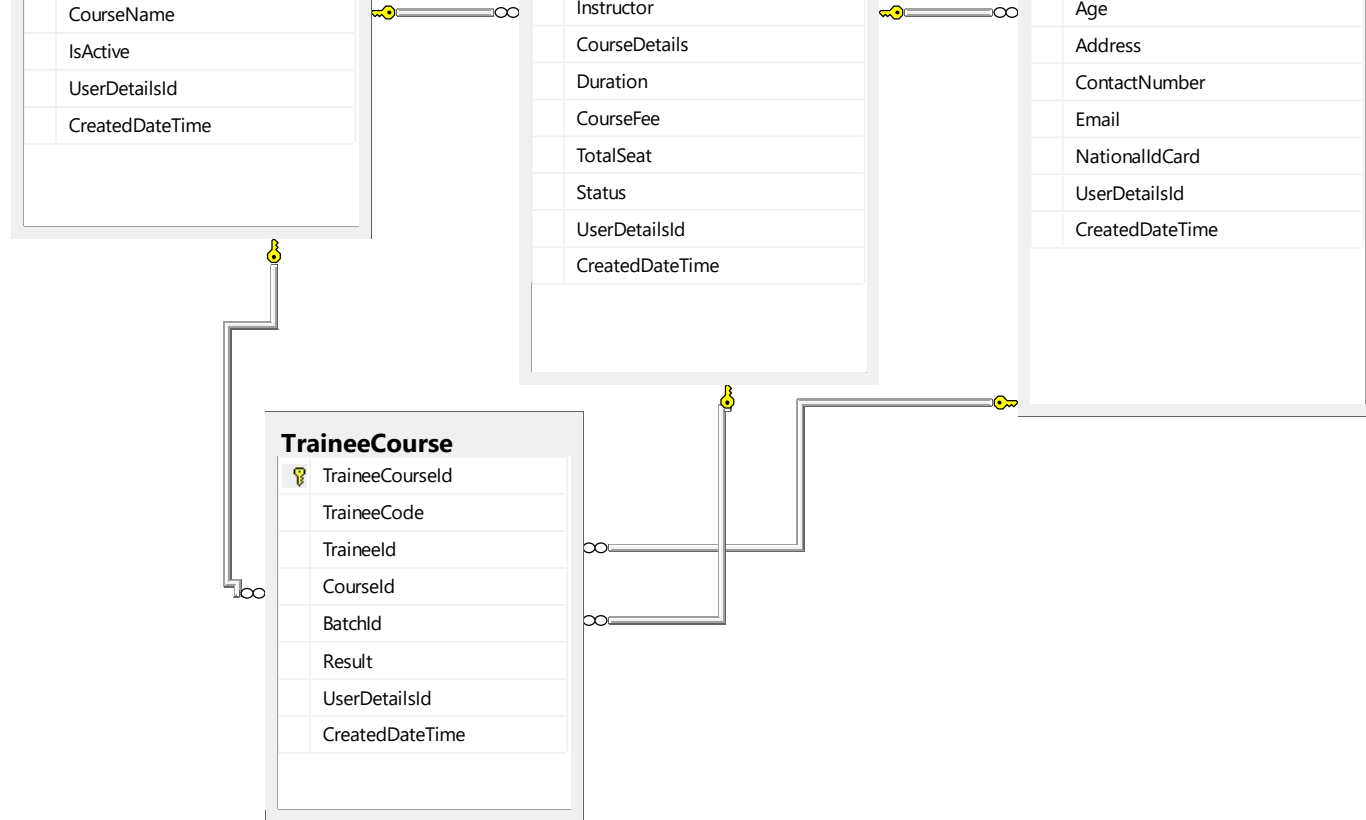 CourseName
IsActive
UserDetailsId
CreatedDateTime
Instructor
CourseDetails
Duration
CourseFee
TotalSeat
Status
UserDetailsId
CreatedDateTime
Age
Address
ContactNumber
Email
NationalIdCard
UserDetailsId
CreatedDateTime
TraineeCourse
TraineeCourseId
TraineeCode
TraineeId
CourseId
BatchId
Result
UserDetailsId
CreatedDateTime